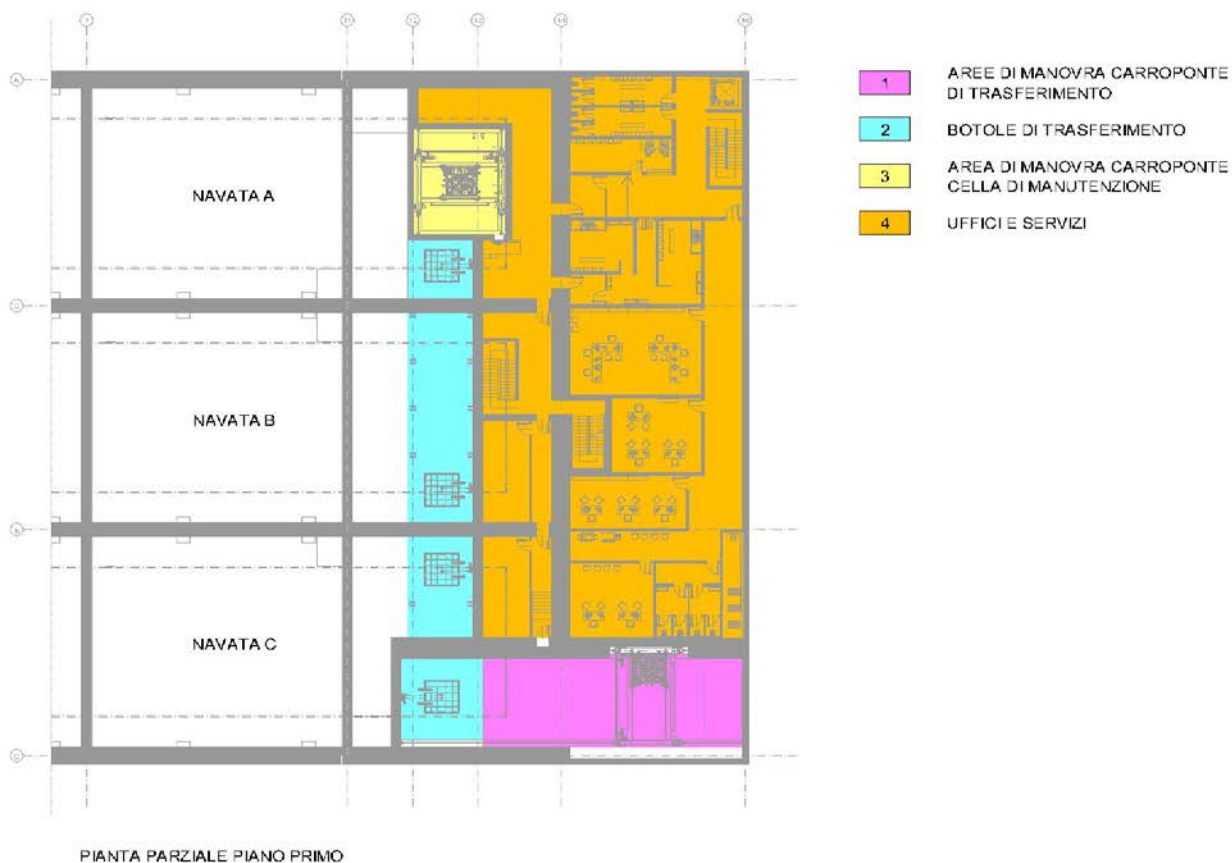 NAVATA A
NAVATA B
NAVATA C
1 AREE DI MANOVRA CARROPONTE
DI TRASFERIMENTO
2 BOTOLE DI TRASFERIMENTO
3 AREA DI MANOVRA CARROPONTE
CELLA DI MANUTENZIONE
4 UFFICI E SERVIZI
PIANTA PARZIALE PIANO PRIMO